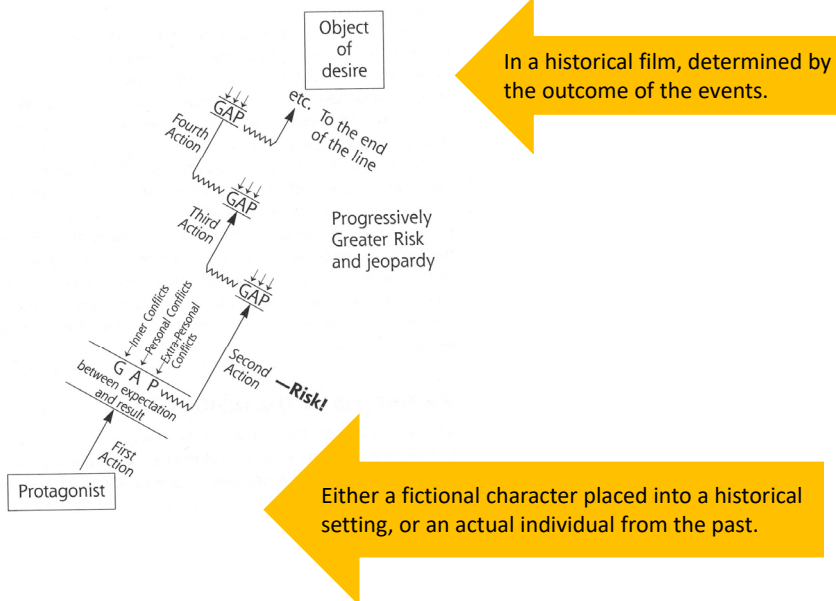 Object
of
desire
In a historical film, determined by
the outcome of the events.
GAP
etc. To the end
of the line
Fourth
Action
GAP
Third
Action
Progressively
Greater Risk
and jeopardy
GAP
Inner Conflicts
Personal Conflicts
Extra-Personal
Conflicts
G A P
between expectation
and result
Second
Action
—Risk!
First
Action
Protagonist
Either a fictional character placed into a historical
setting, or an actual individual from the past.